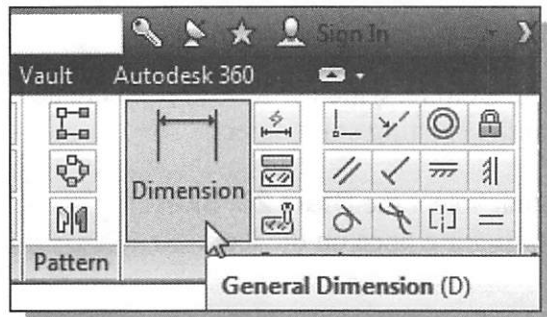 Sign In
Vault Autodesk 360
Dimension
Pattern
General Dimension (D)